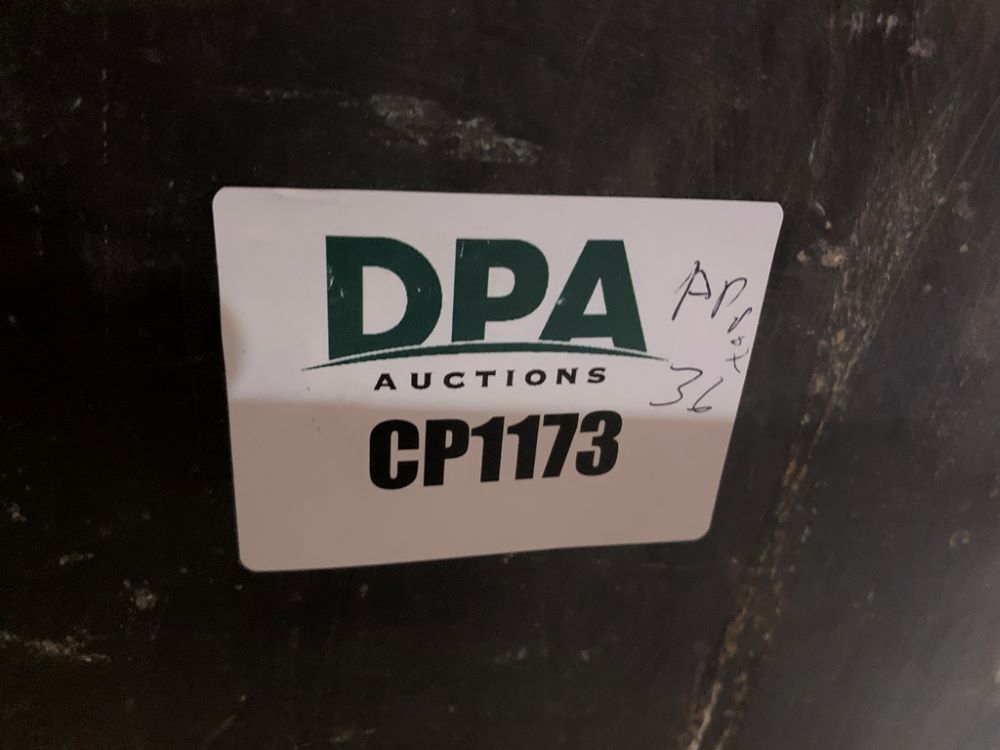 DPA
AUCTIONS
CP1173
Approx
36